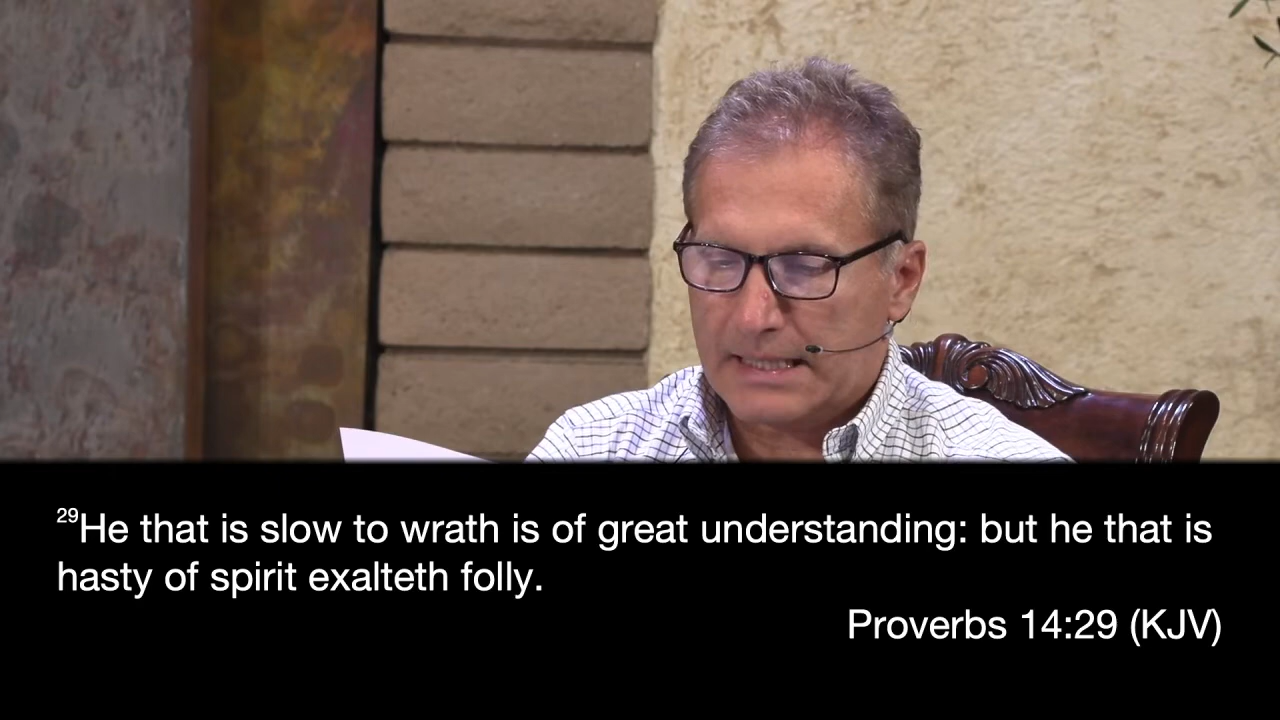 29He that is slow to wrath is of great understanding: but he that is
hasty of spirit exalteth folly.
Proverbs 14:29 (KJV)